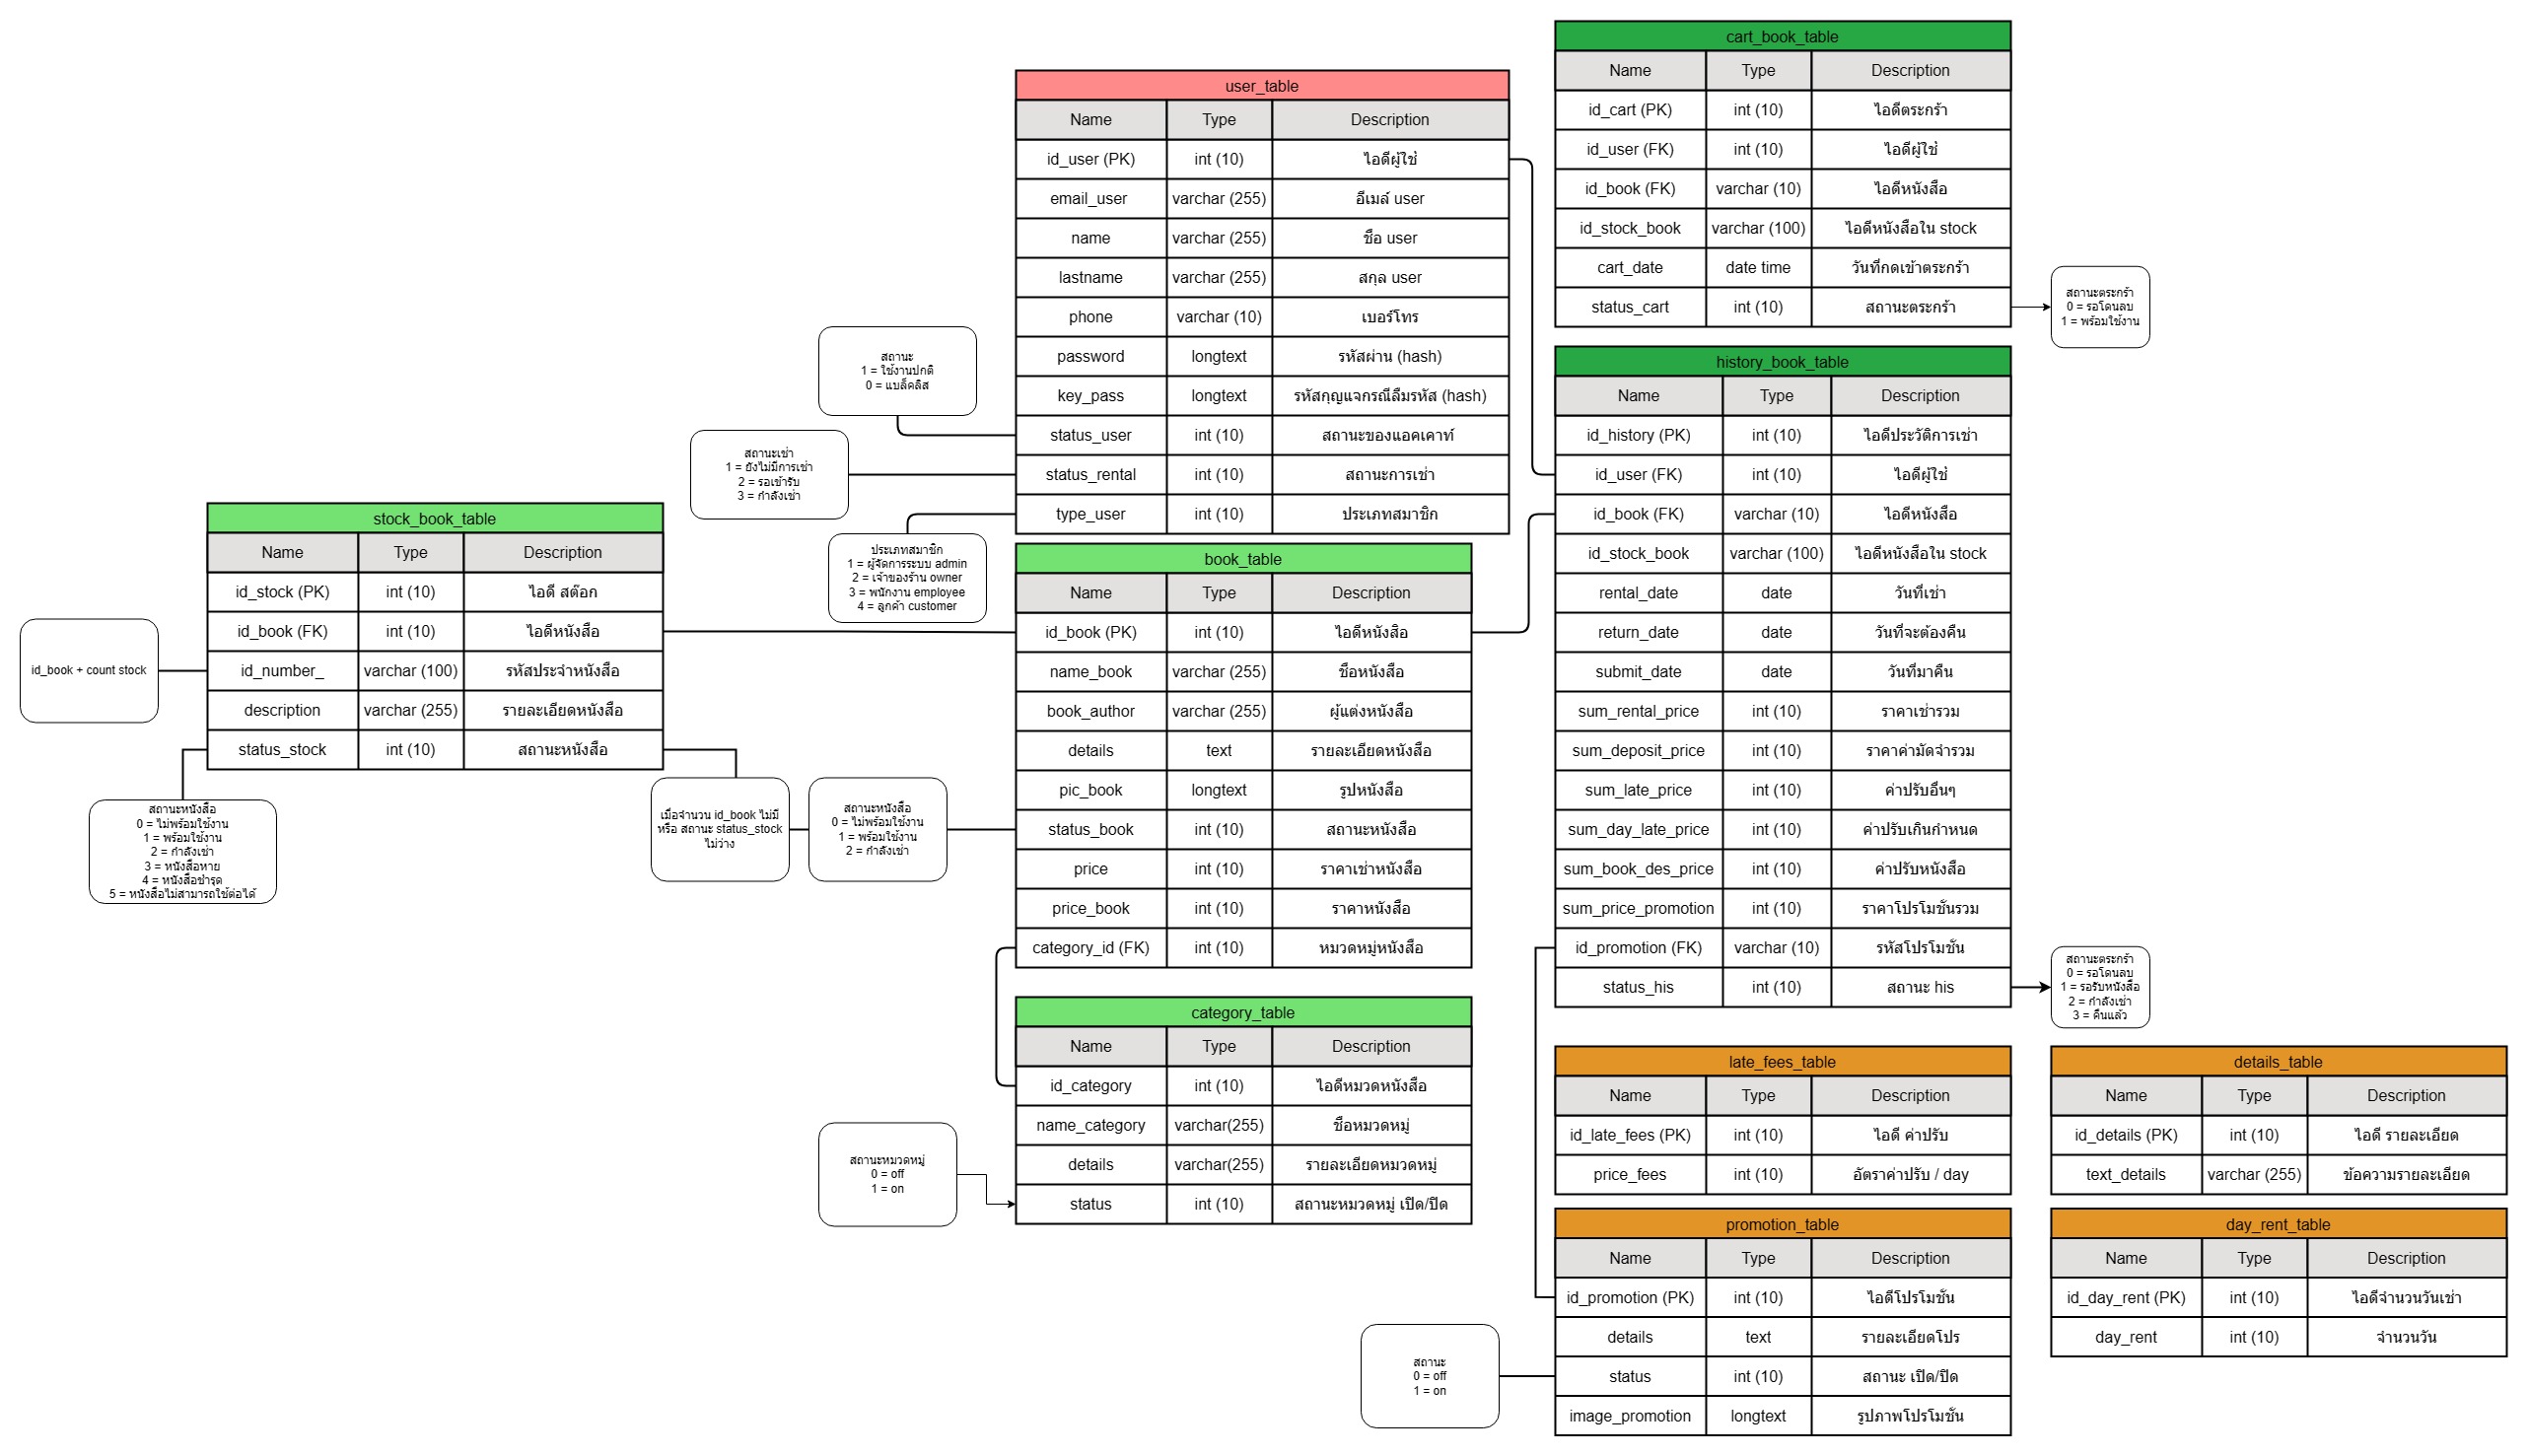 cart_book_table
Name Type Description
id_cart (PK) int (10) ไอดีตระกร้า
id_user (FK) int (10) ไอดีผู้ใช้
id_book (FK) varchar (10) ไอดีหนังสือ
id_stock_book varchar (100) ไอดีหนังสือใน stock
cart_date date time วันที่กดเข้าตระกร้า
status_cart int (10) สถานะตระกร้า
สถานะตระกร้า
0 = รอโดนลบ
1 = พร้อมใช้งาน
user_table
Name Type Description
id_user (PK) int (10) ไอดีผู้ใช้
email_user varchar (255) อีเมล์ user
name varchar (255) ชื่อ user
lastname varchar (255) สกุล user
phone varchar (10) เบอร์โทร
password longtext รหัสผ่าน (hash)
key_pass longtext รหัสกุญแจกรณีลืมรหัส (hash)
status_user int (10) สถานะของแอคเคาท์
status_rental int (10) สถานะการเช่า
type_user int (10) ประเภทสมาชิก
สถานะ
1 = ใช้งานปกติ
0 = แบล็คลิส
สถานะเช่า
1 = ยังไม่มีการเช่า
2 = รอเข้ารับ
3 = กำลังเช่า
ประเภทสมาชิก
1 = ผู้จัดการระบบ admin
2 = เจ้าของร้าน owner
3 = พนักงาน employee
4 = ลูกค้า customer
history_book_table
Name Type Description
id_history (PK) int (10) ไอดีประวัติการเช่า
id_user (FK) int (10) ไอดีผู้ใช้
id_book (FK) varchar (10) ไอดีหนังสือ
id_stock_book varchar (100) ไอดีหนังสือใน stock
rental_date date วันที่เช่า
return_date date วันที่จะต้องคืน
submit_date date วันที่มาคืน
sum_rental_price int (10) ราคาเช่ารวม
sum_deposit_price int (10) ราคาค่ามัดจำรวม
sum_late_price int (10) ค่าปรับอื่นๆ
sum_day_late_price int (10) ค่าปรับเกินกำหนด
sum_book_des_price int (10) ค่าปรับหนังสือ
sum_price_promotion int (10) ราคาโปรโมชั่นรวม
id_promotion (FK) varchar (10) รหัสโปรโมชั่น
status_his int (10) สถานะ his
สถานะตระกร้า
0 = รอโดนลบ
1 = รอรับหนังสือ
2 = กำลังเช่า
3 = คืนแล้ว
stock_book_table
Name Type Description
id_stock (PK) int (10) ไอดี สต๊อก
id_book (FK) int (10) ไอดีหนังสือ
id_number_ varchar (100) รหัสประจำหนังสือ
description varchar (255) รายละเอียดหนังสือ
status_stock int (10) สถานะหนังสือ
id_book + count stock
สถานะหนังสือ
0 = ไม่พร้อมใช้งาน
1 = พร้อมใช้งาน
2 = กำลังเช่า
3 = หนังสือหาย
4 = หนังสือชำรุด
5 = หนังสือไม่สามารถใช้ต่อได้
เมื่อจำนวน id_book ไม่มี
หรือ สถานะ status_stock
ไม่ว่าง
สถานะหนังสือ
0 = ไม่พร้อมใช้งาน
1 = พร้อมใช้งาน
2 = กำลังเช่า
book_table
Name Type Description
id_book (PK) int (10) ไอดีหนังสือ
name_book varchar (255) ชื่อหนังสือ
book_author varchar (255) ผู้แต่งหนังสือ
details text รายละเอียดหนังสือ
pic_book longtext รูปหนังสือ
status_book int (10) สถานะหนังสือ
price int (10) ราคาเช่าหนังสือ
price_book int (10) ราคาหนังสือ
category_id (FK) int (10) หมวดหมู่หนังสือ
category_table
Name Type Description
id_category int (10) ไอดีหมวดหนังสือ
name_category varchar(255) ชื่อหมวดหมู่
details varchar(255) รายละเอียดหมวดหมู่
status int (10) สถานะหมวดหมู่ เปิด/ปิด
สถานะหมวดหมู่
0 = off
1 = on
late_fees_table
Name Type Description
id_late_fees (PK) int (10) ไอดี ค่าปรับ
price_fees int (10) อัตราค่าปรับ / day
details_table
Name Type Description
id_details (PK) int (10) ไอดี รายละเอียด
text_details varchar (255) ข้อความรายละเอียด
promotion_table
Name Type Description
id_promotion (PK) int (10) ไอดีโปรโมชั่น
details text รายละเอียดโปร
status int (10) สถานะ เปิด/ปิด
image_promotion longtext รูปภาพโปรโมชั่น
สถานะ
0 = off
1 = on
day_rent_table
Name Type Description
id_day_rent (PK) int (10) ไอดีจำนวนวันเช่า
day_rent int (10) จำนวนวัน